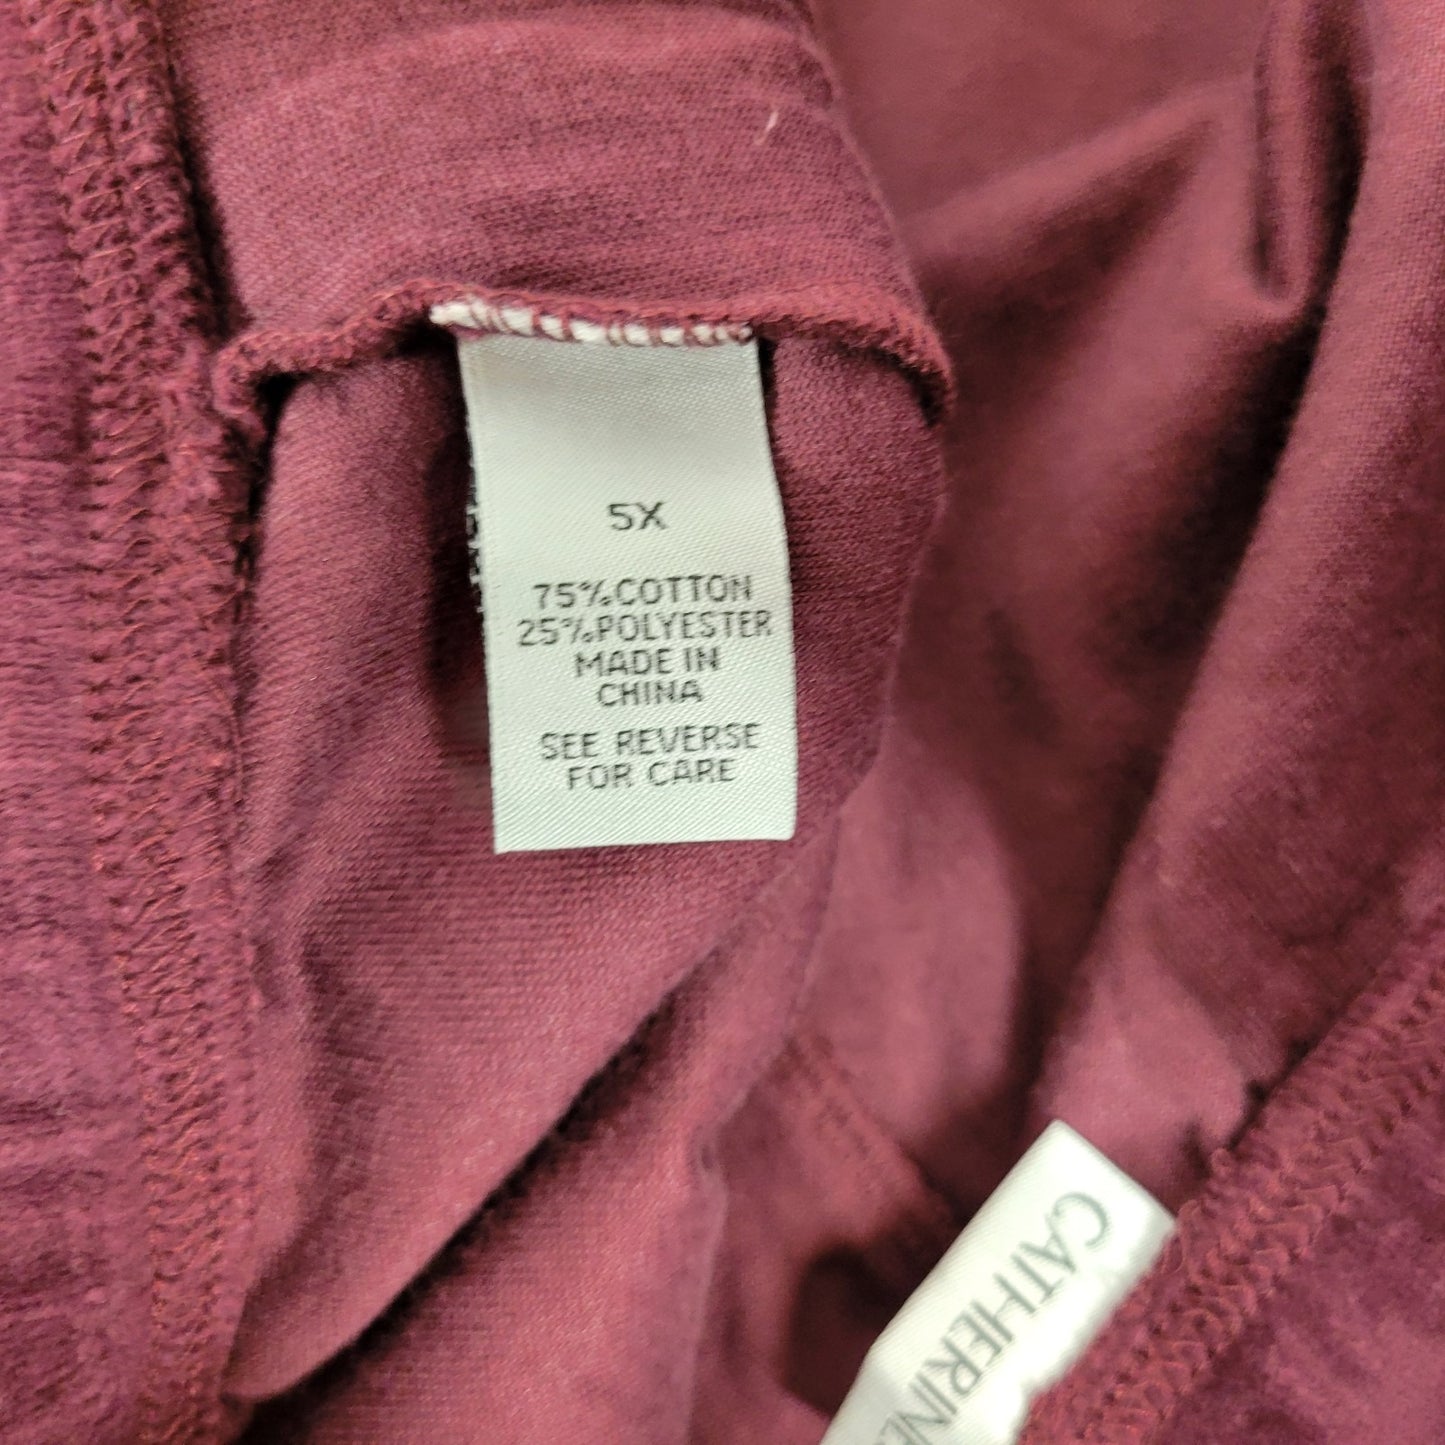 5X
75%COTTON
25%POLYESTER
MADE IN
CHINA
SEE REVERSE
FOR CARE
CATHERINE